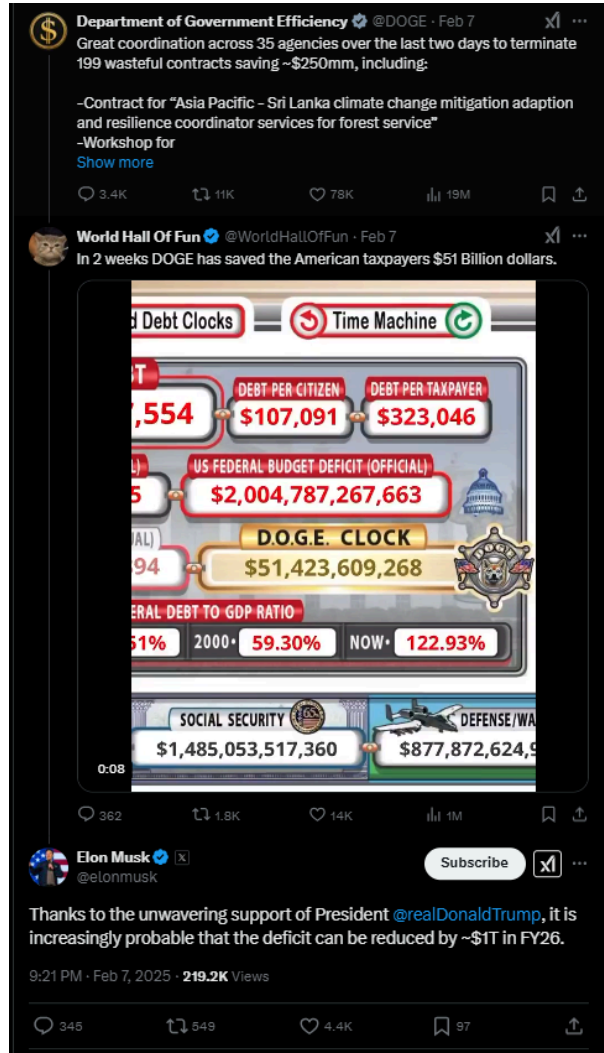 Department of Government Efficiency @DOGE · Feb 7
Great coordination across 35 agencies over the last two days to terminate
199 wasteful contracts saving ~$250mm, including:
-Contract for “Asia Pacific - Sri Lanka climate change mitigation adaption
and resilience coordinator services for forest service”
-Workshop for
Show more
3.4K 11K 78K 19M
World Hall Of Fun @WorldHallOfFun · Feb 7
In 2 weeks DOGE has saved the American taxpayers $51 Billion dollars.
d Debt Clocks Time Machine
BT
,554
DEBT PER CITIZEN DEBT PER TAXPAYER
$107,091 $323,046
L) US FEDERAL BUDGET DEFICIT (OFFICIAL)
5 $2,004,787,267,663
UAL) D.O.G.E. CLOCK
94 $51,423,609,268
DOGE
ERAL DEBT TO GDP RATIO
51% 2000• 59.30% NOW• 122.93%
SOCIAL SECURITY DEFENSE/WA
$1,485,053,517,360 $877,872,624,9
0:08
362 1.8K 14K 1M
Elon Musk X
@elonmusk
Subscribe
Thanks to the unwavering support of President @realDonaldTrump, it is
increasingly probable that the deficit can be reduced by ~$1T in FY26.
9:21 PM · Feb 7, 2025 · 219.2K Views
345 549 4.4K 97